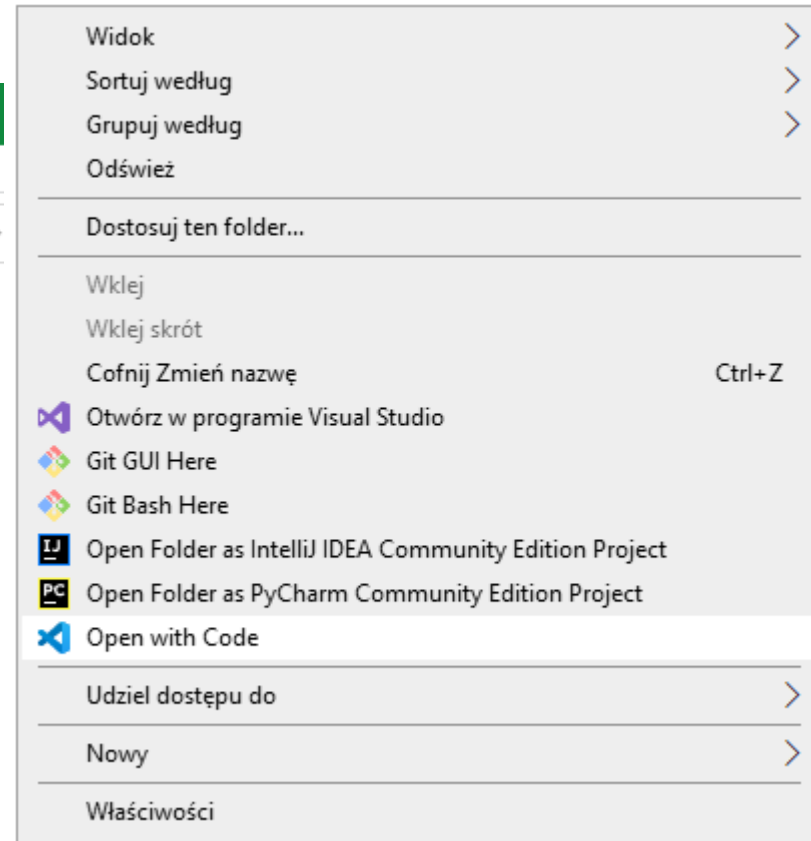 Widok
Sortuj według
Grupuj według
Odśwież
Dostosuj ten folder...
Wklej
Wklej skrót
Cofnij Zmień nazwę Ctrl+Z
Otwórz w programie Visual Studio
Git GUI Here
Git Bash Here
Open Folder as IntelliJ IDEA Community Edition Project
Open Folder as PyCharm Community Edition Project
Open with Code
Udziel dostępu do
Nowy
Właściwości